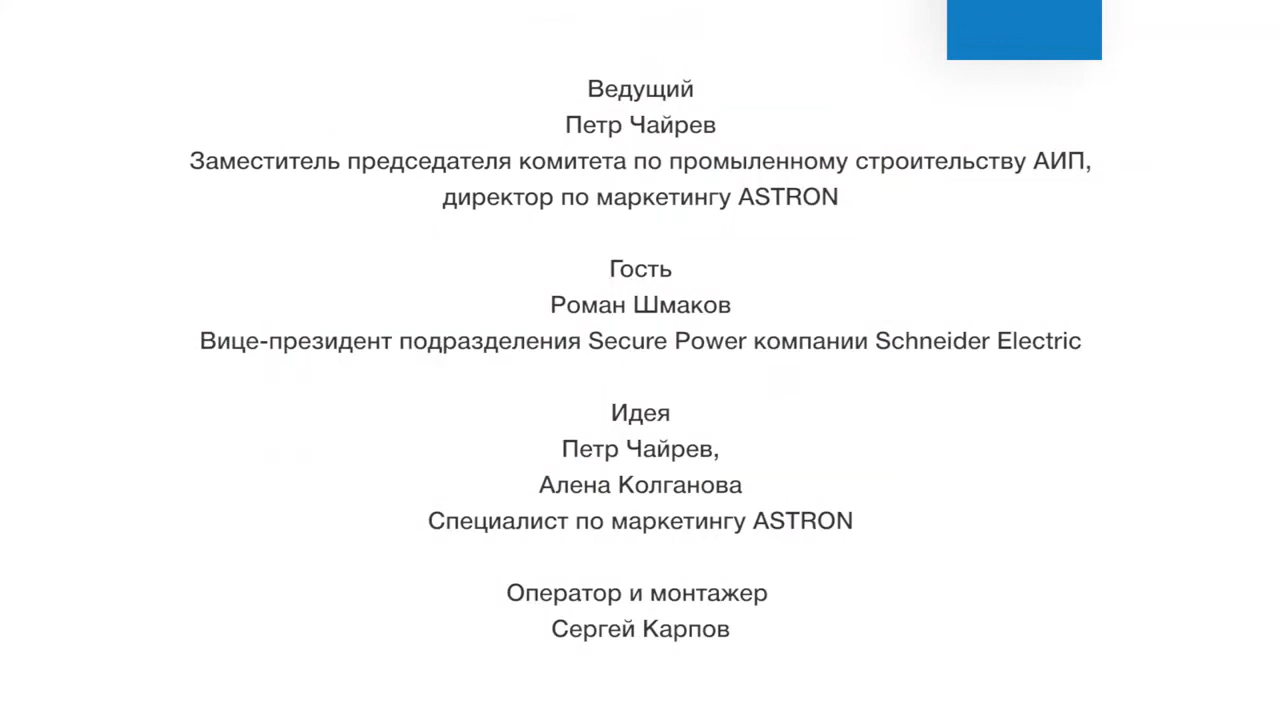 Ведущий
Петр Чайрев
Заместитель председателя комитета по промыленному строительству АИП,
директор по маркетингу ASTRON
Гость
Роман Шмаков
Вице-президент подразделения Secure Power компании Schneider Electric
Идея
Петр Чайрев,
Алена Колганова
Специалист по маркетингу ASTRON
Оператор и монтажер
Сергей Карпов